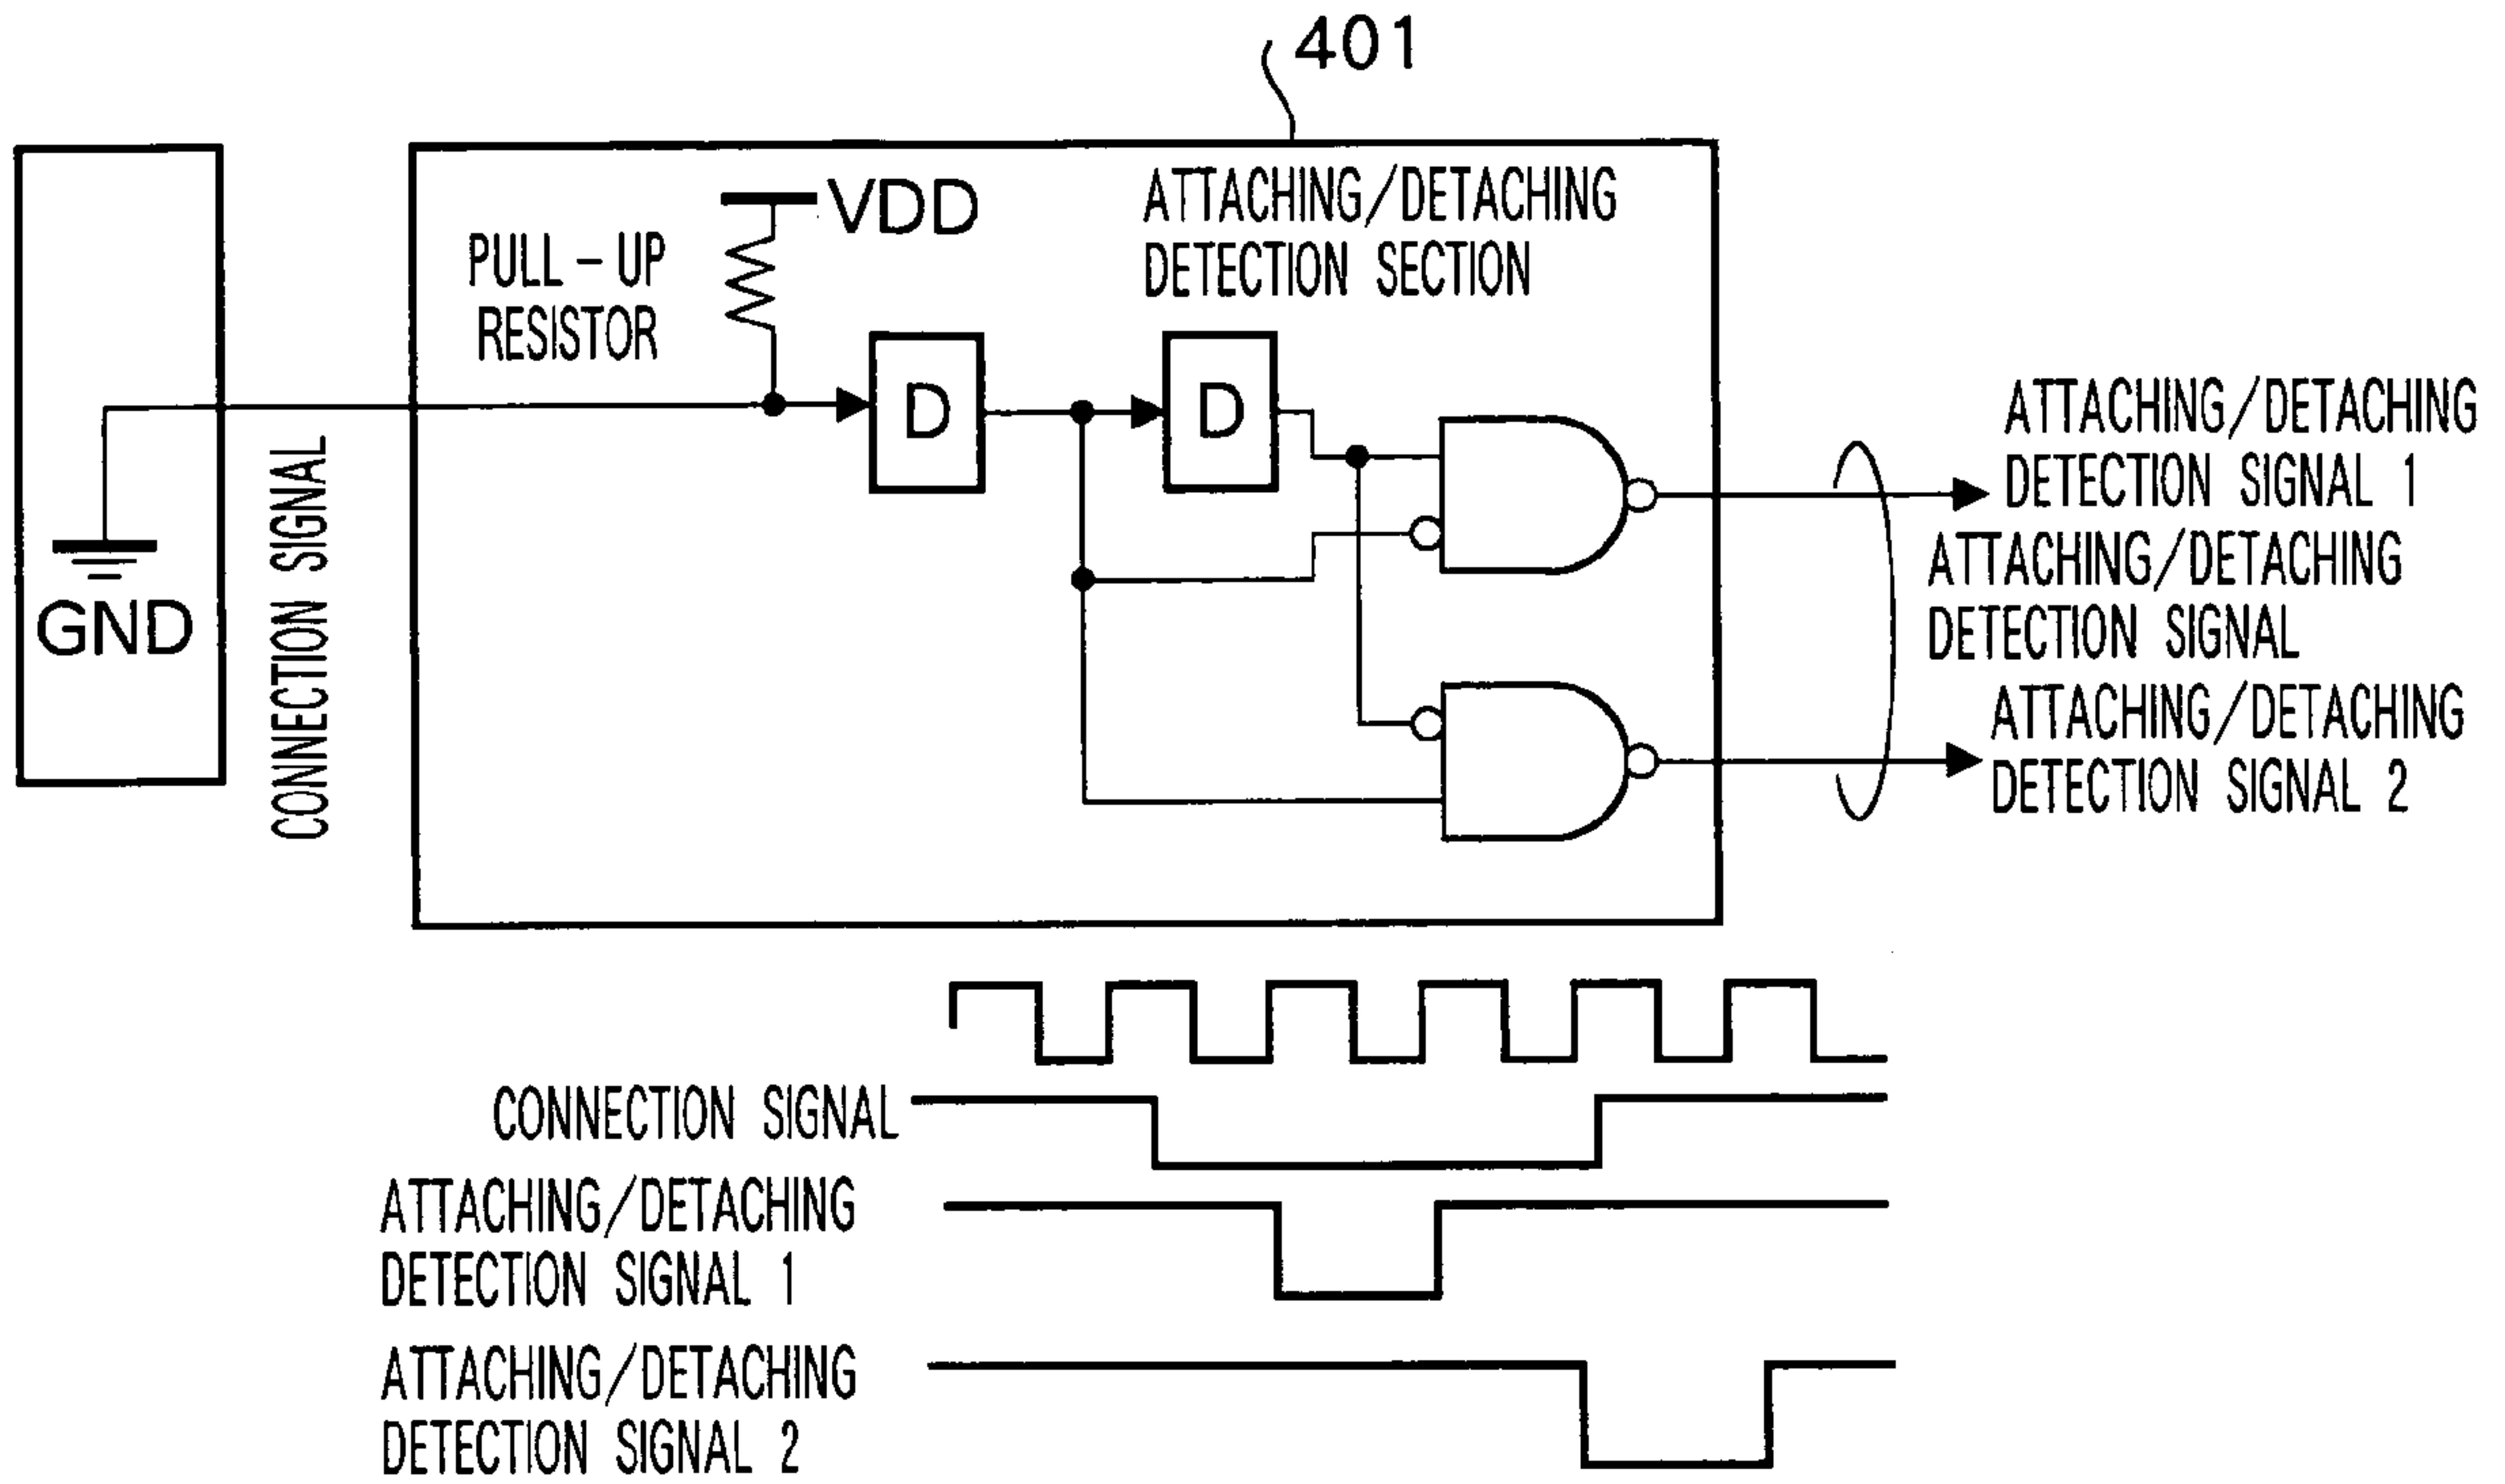 401
VDD
ATTACHING/DETACHING
DETECTION SECTION
PULL-UP
RESISTOR
D
D
GND
CONNECTION SIGNAL
ATTACHING/DETACHING
DETECTION SIGNAL 1
ATTACHING/DETACHING
DETECTION SIGNAL
ATTACHING/DETACHING
DETECTION SIGNAL 2
CONNECTION SIGNAL
ATTACHING/DETACHING
DETECTION SIGNAL 1
ATTACHING/DETACHING
DETECTION SIGNAL 2